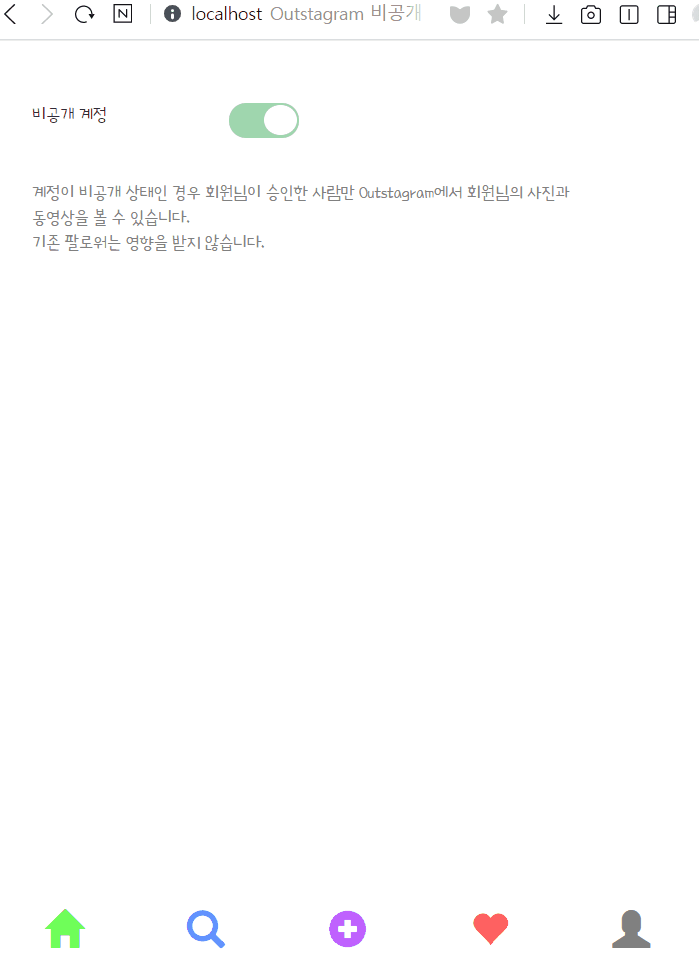 localhost Outstagram 비공개
비공개 계정
계정이 비공개 상태인 경우 회원님이 승인한 사람만 Outstagram에서 회원님의 사진과
동영상을 볼 수 있습니다.
기존 팔로워는 영향을 받지 않습니다.